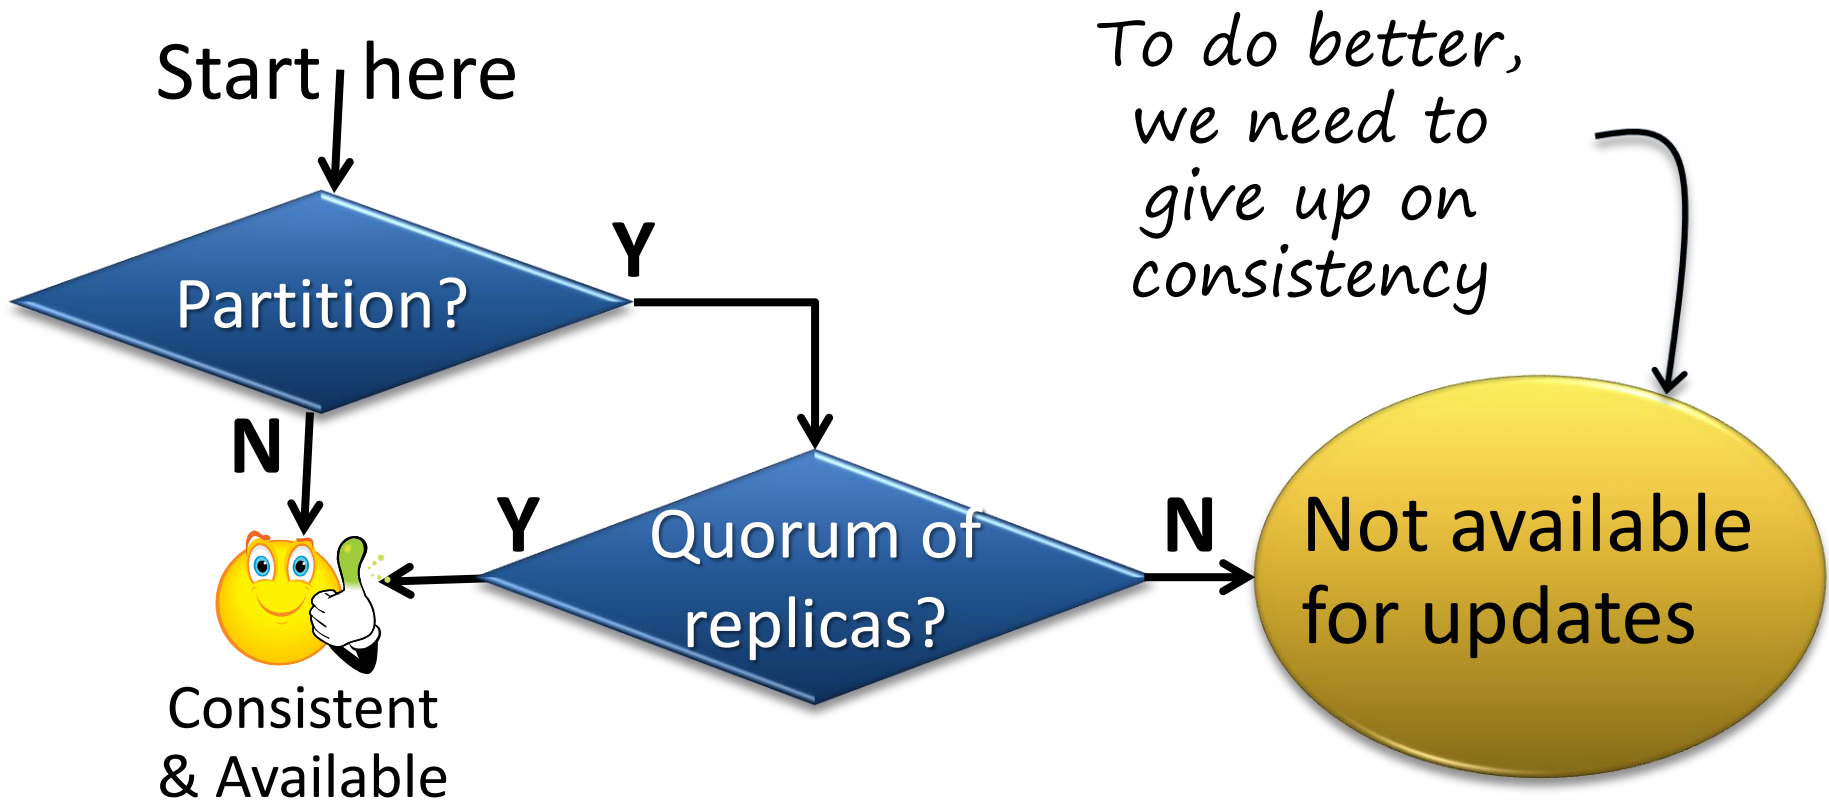 Start here
To do better,
we need to
give up on
consistency
Partition?
Y
N
Y
Quorum of
replicas?
N
Not available
for updates
Consistent
& Available